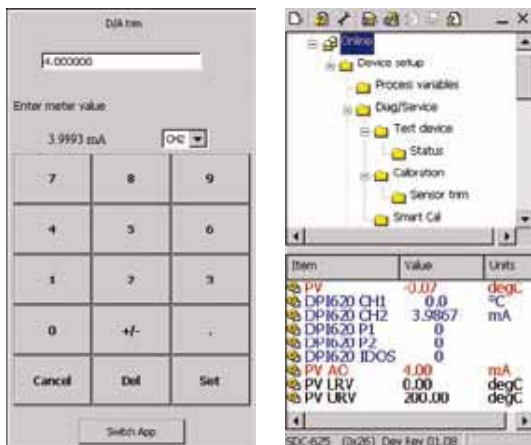 D/A trim
4.000000
Enter meter value
3.9993 mA CH2
7 8 9
4 5 6
1 2 3
0 +/- .
Cancel Del Set
Switch App
Online
Device setup
Process variables
Diag/Service
Test device
Status
Calibration
Sensor trim
Smart Cal
Item Value Units
PV -0.07 degC
DPI620 CH1 0.0 °C
DPI620 CH2 3.9867 mA
DPI620 P1 0
DPI620 P2 0
DPI620 IDOS 0
PV AO 4.00 mA
PV LRV 0.00 degC
PV URV 200.00 degC
SDC-625 (0x26) Dev Rev 01.08